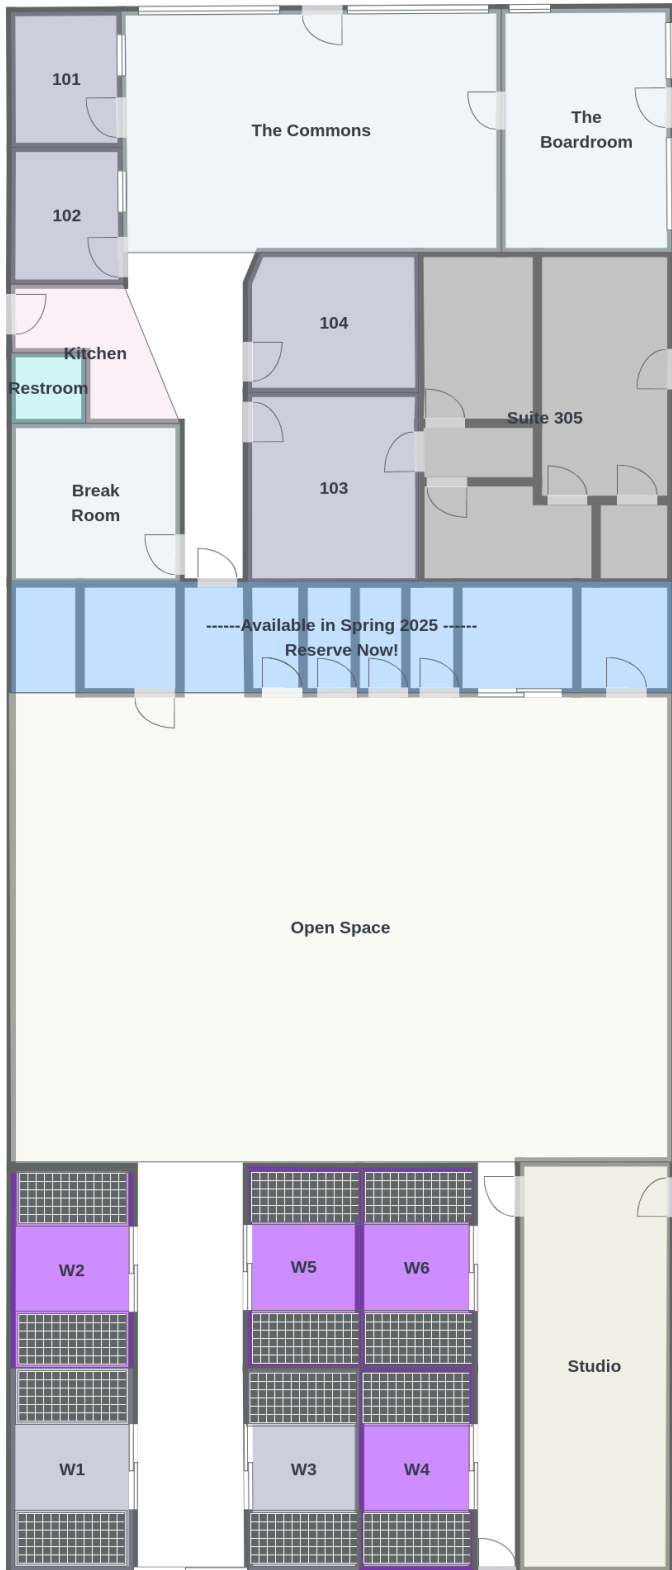 101
The Commons
The
Boardroom
102
104
Kitchen
Restroom
Suite 305
103
Break
Room
------Available in Spring 2025 ------
Reserve Now!
Open Space
W2
W5
W6
Studio
W1
W3
W4